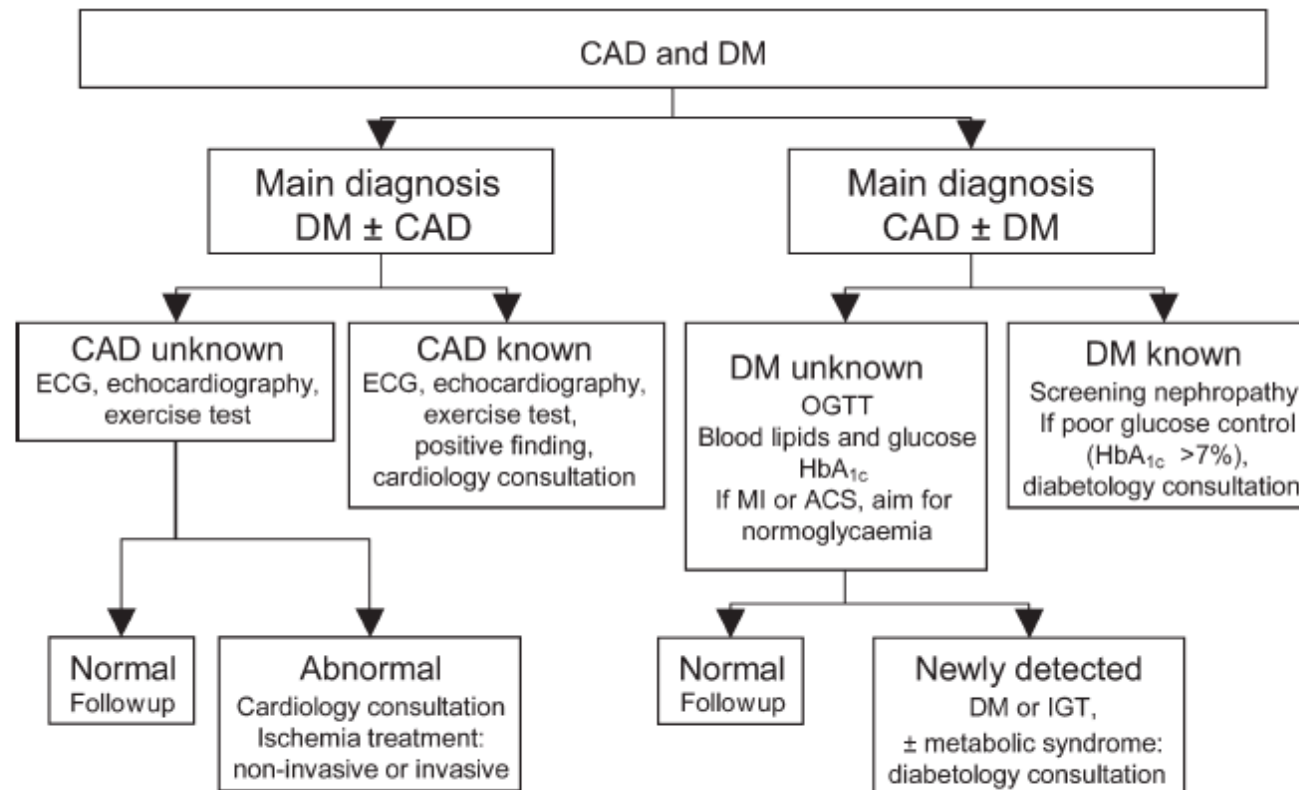 CAD and DM
Main diagnosis
DM ± CAD
Main diagnosis
CAD ± DM
CAD unknown
ECG, echocardiography,
exercise test
CAD known
ECG, echocardiography,
exercise test,
positive finding,
cardiology consultation
DM unknown
OGTT
Blood lipids and glucose
HbA1c
If MI or ACS, aim for
normoglycaemia
DM known
Screening nephropathy
If poor glucose control
(HbA1c >7%),
diabetology consultation
Normal
Followup
Abnormal
Cardiology consultation
Ischemia treatment:
non-invasive or invasive
Normal
Followup
Newly detected
DM or IGT,
± metabolic syndrome:
diabetology consultation